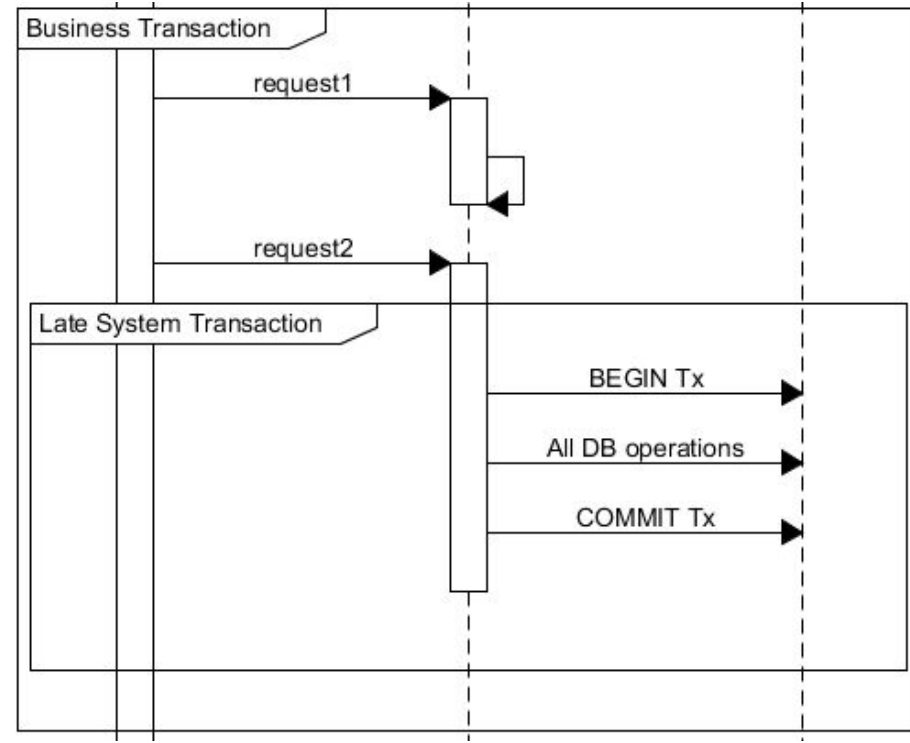 Business Transaction
request1
request2
Late System Transaction
BEGIN Tx
All DB operations
COMMIT Tx